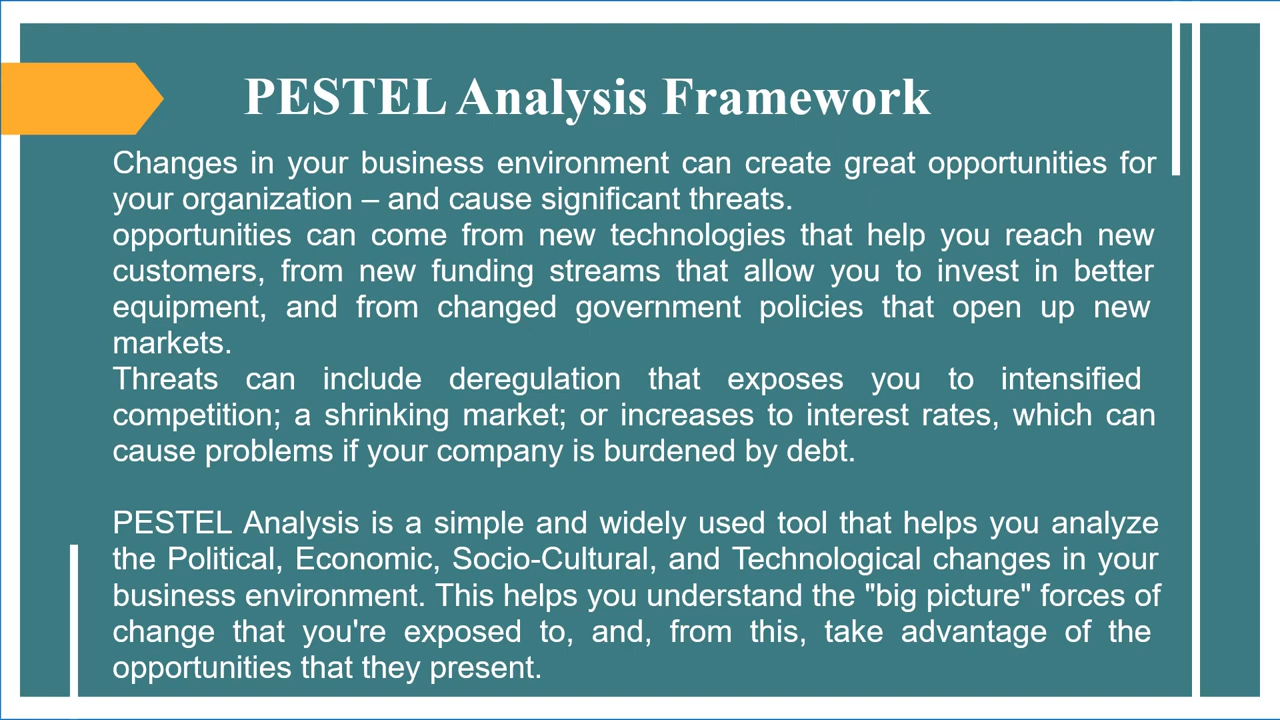 PESTEL Analysis Framework
Changes in your business environment can create great opportunities for
your organization – and cause significant threats.
opportunities can come from new technologies that help you reach new
customers, from new funding streams that allow you to invest in better
equipment, and from changed government policies that open up new
markets.
Threats can include deregulation that exposes you to intensified
competition; a shrinking market; or increases to interest rates, which can
cause problems if your company is burdened by debt.
PESTEL Analysis is a simple and widely used tool that helps you analyze
the Political, Economic, Socio-Cultural, and Technological changes in your
business environment. This helps you understand the "big picture" forces of
change that you're exposed to, and, from this, take advantage of the
opportunities that they present.